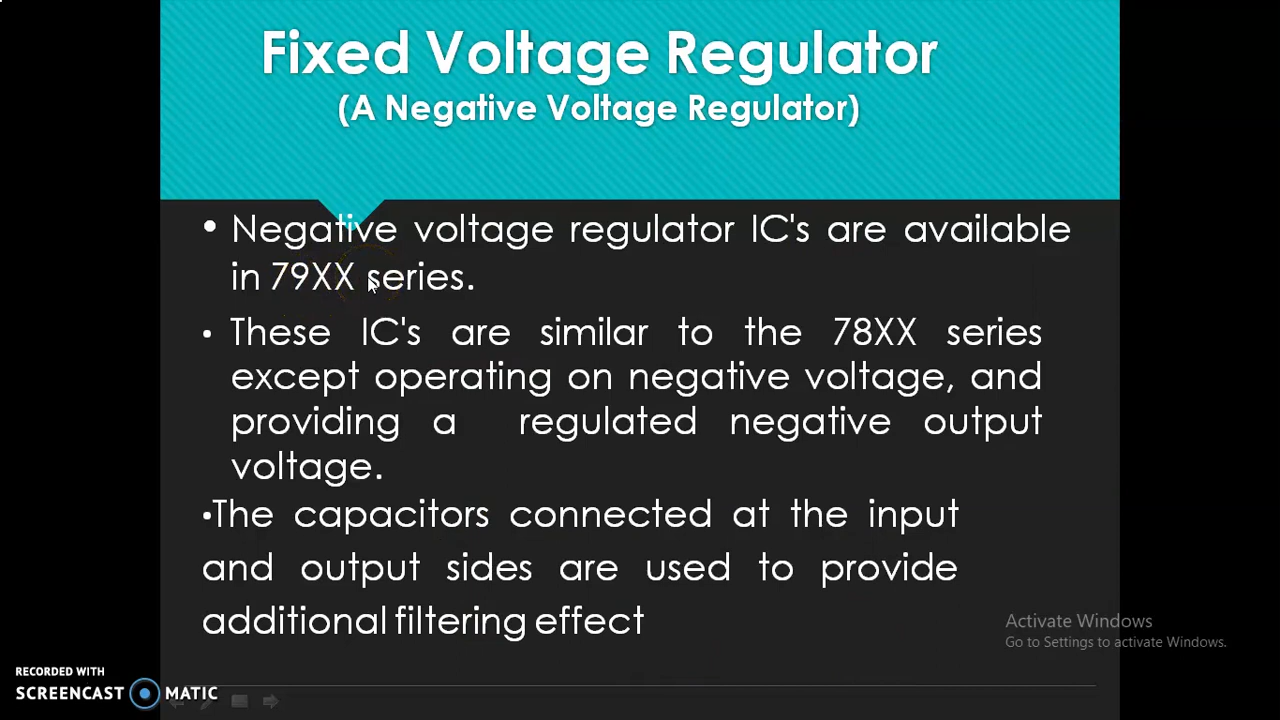 Fixed Voltage Regulator
(A Negative Voltage Regulator)
• Negative voltage regulator IC's are available
in 79XX series.
• These IC's are similar to the 78XX series
except operating on negative voltage, and
providing a regulated negative output
voltage.
•The capacitors connected at the input
and output sides are used to provide
additional filtering effect
Activate Windows
Go to Settings to activate Windows.
RECORDED WITH
SCREENCAST MATIC